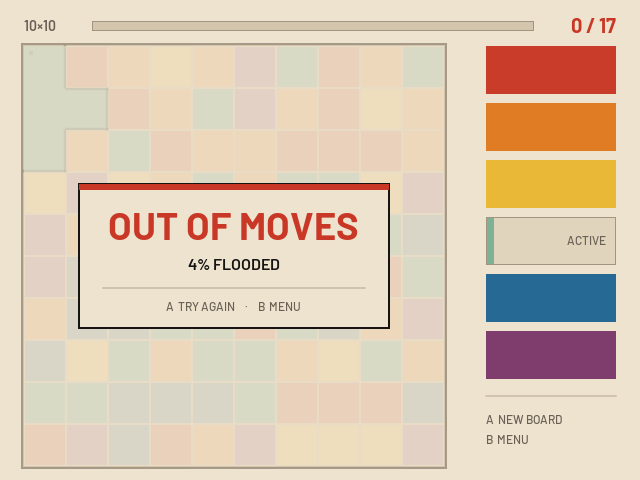 10×10
0 / 17
OUT OF MOVES
4% FLOODED
A TRY AGAIN · B MENU
ACTIVE
A NEW BOARD
B MENU